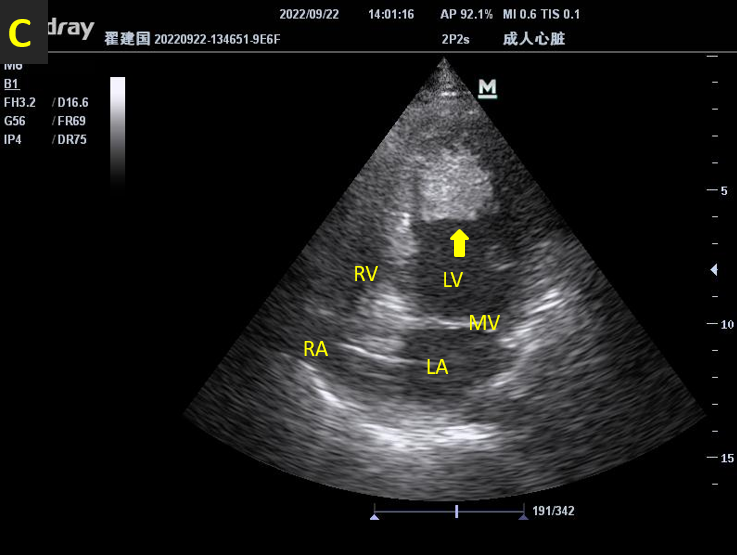 C
dray
2022/09/22 14:01:16 AP 92.1% MI 0.6 TIS 0.1
翟建国 20220922-134651-9E6F 2P2s 成人心脏
M6
B1
FH3.2 / D16.6
G56 / FR69
IP4 / DR75
M
5
RV
LV
MV
10
RA
LA
15
191/342